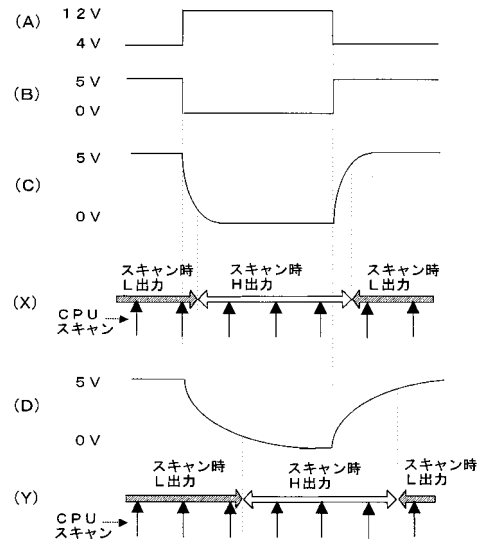 (A)
12V
4V
(B)
5V
0V
(C)
5V
0V
スキャン時
L出力
スキャン時
H出力
スキャン時
L出力
(X)
CPU
スキャン
(D)
5V
0V
スキャン時
L出力
スキャン時
H出力
スキャン時
L出力
(Y)
CPU
スキャン